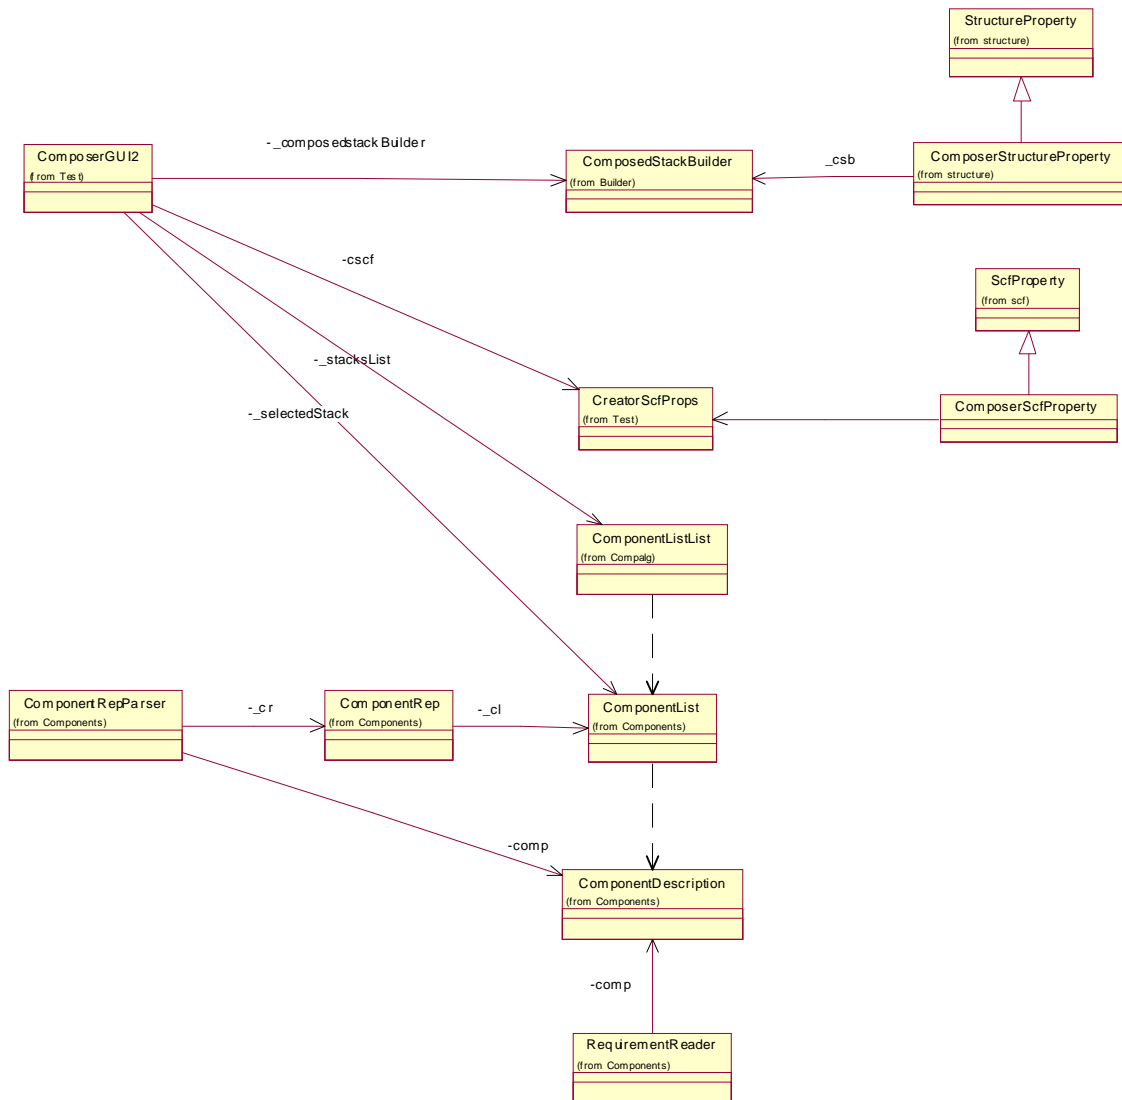 StructureProperty
(from structure)
-_composedstackBuilder
ComposerGUI2
(from Test)
ComposedStackBuilder
(from Builder)
_csb
ComposerStructureProperty
(from structure)
-cscf
ScfProperty
(from scf)
-_stacksList
-_selectedStack
CreatorScfProps
(from Test)
ComposerScfProperty
ComponentListList
(from Compalg)
ComponentRepParser
(from Components)
-_cr
ComponentRep
(from Components)
-_cl
ComponentList
(from Components)
-comp
ComponentDescription
(from Components)
-comp
RequirementReader
(from Components)